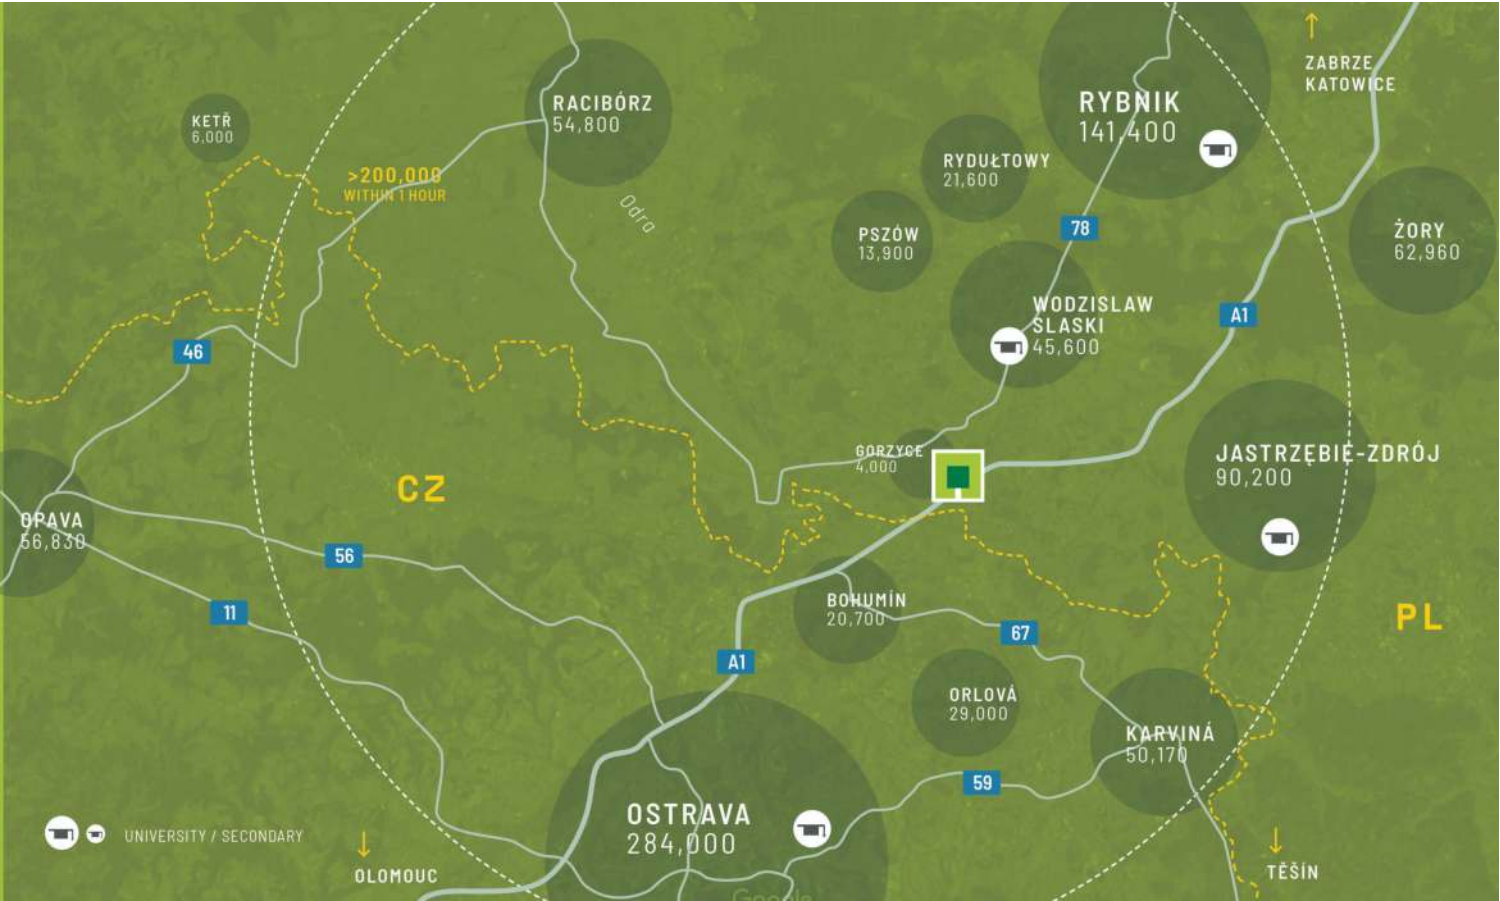 ZABRZE
KATOWICE
RYBNIK
141,400
RACIBÓRZ
54,800
KETŘ
6,000
RYDUŁTOWY
21,600
>200,000
WITHIN 1 HOUR
Odra
78
PSZÓW
13,900
ŻORY
62,960
WODZISLAW
SLASKI
45,600
A1
46
GORZYCE
4,000
JASTRZĘBIE-ZDRÓJ
90,200
CZ
OPAVA
56,830
56
11
BOHUMÍN
20,700
67
PL
A1
ORLOVÁ
29,000
KARVINÁ
50,170
59
OSTRAVA
284,000
UNIVERSITY / SECONDARY
OLOMOUC
TĚŠÍN
Google